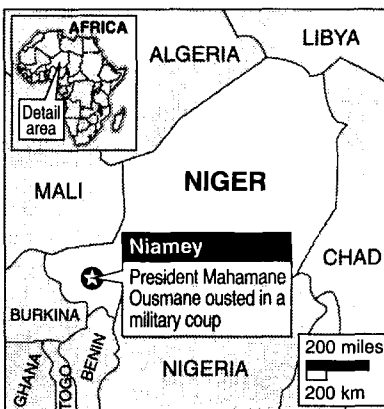 AFRICA
Detail
area
ALGERIA
LIBYA
MALI
NIGER
CHAD
Niamey
President Mahamane
Ousmane ousted in a
military coup
BURKINA
GHANA
TOGO
BENIN
NIGERIA
200 miles
200 km